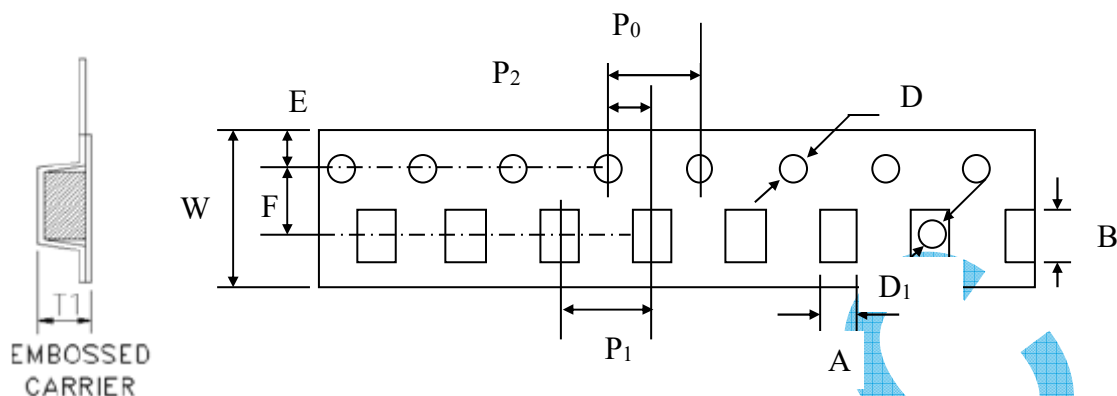 P₀
P₂
E
D
W
F
B
T1
D₁
P₁
A
EMBOSSED
CARRIER